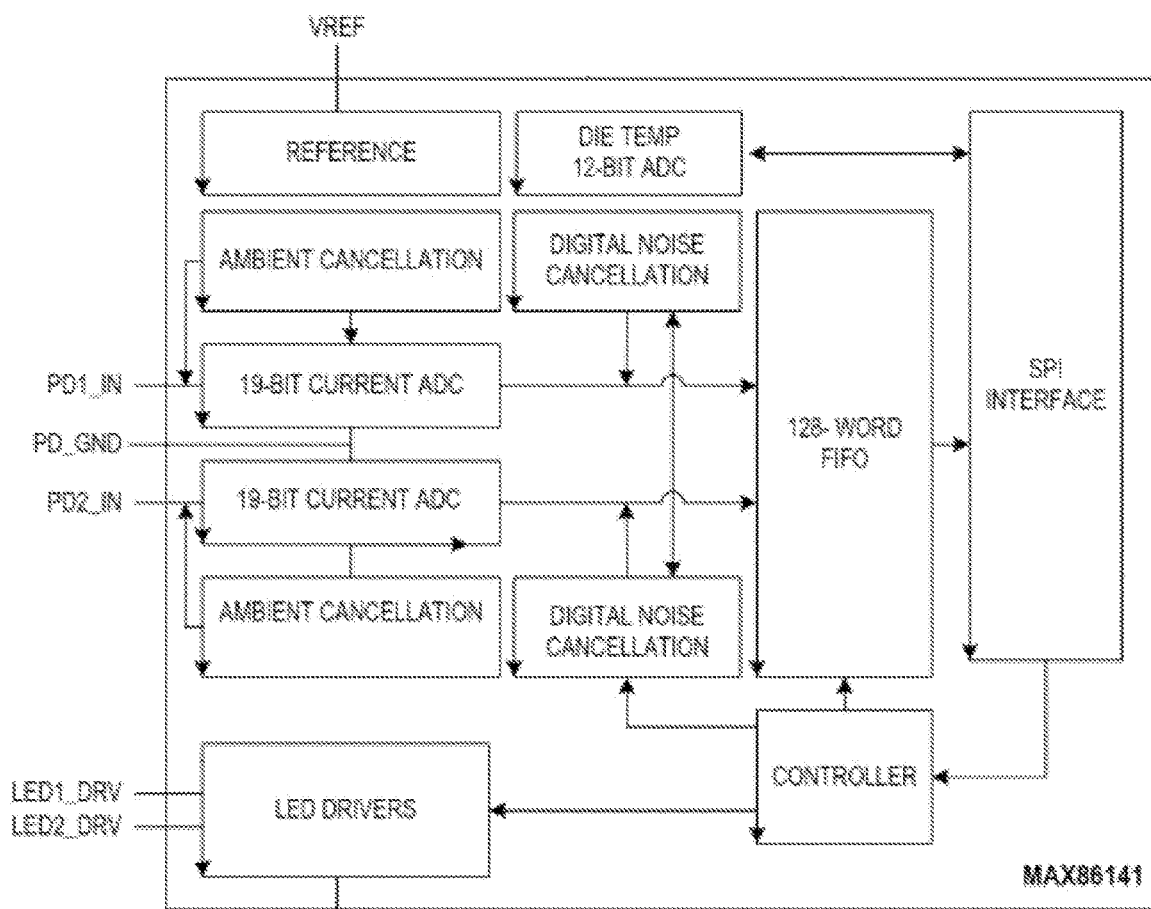 VREF
REFERENCE
DIE TEMP
12-BIT ADC
AMBIENT CANCELLATION
DIGITAL NOISE
CANCELLATION
PD1_IN
19-BIT CURRENT ADC
PD_GND
PD2_IN
19-BIT CURRENT ADC
128- WORD
FIFO
SPI
INTERFACE
AMBIENT CANCELLATION
DIGITAL NOISE
CANCELLATION
LED1_DRV
LED2_DRV
LED DRIVERS
CONTROLLER
MAX86141